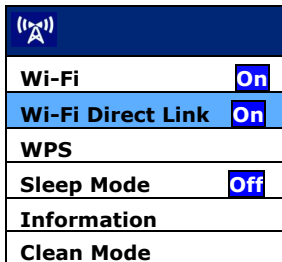 Wi-Fi On
Wi-Fi Direct Link On
WPS
Sleep Mode Off
Information
Clean Mode